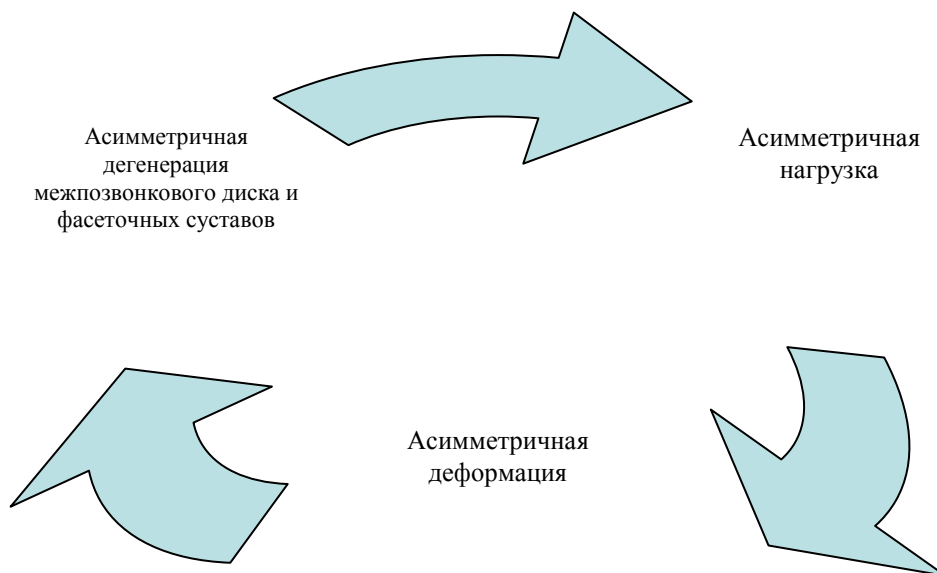 Асимметричная
дегенерация
межпозвонкового диска и
фасеточных суставов
Асимметричная
нагрузка
Асимметричная
деформация